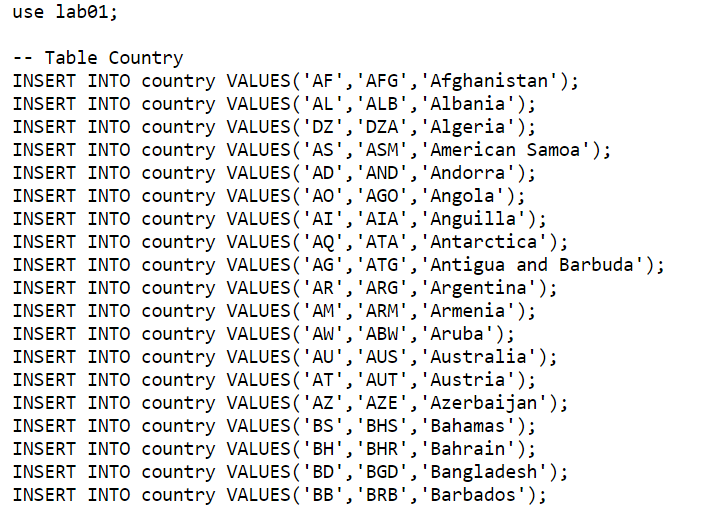 use lab01;
-- Table Country
INSERT INTO country VALUES('AF','AFG','Afghanistan');
INSERT INTO country VALUES('AL','ALB','Albania');
INSERT INTO country VALUES('DZ','DZA','Algeria');
INSERT INTO country VALUES('AS','ASM','American Samoa');
INSERT INTO country VALUES('AD','AND','Andorra');
INSERT INTO country VALUES('AO','AGO','Angola');
INSERT INTO country VALUES('AI','AIA','Anguilla');
INSERT INTO country VALUES('AQ','ATA','Antarctica');
INSERT INTO country VALUES('AG','ATG','Antigua and Barbuda');
INSERT INTO country VALUES('AR','ARG','Argentina');
INSERT INTO country VALUES('AM','ARM','Armenia');
INSERT INTO country VALUES('AW','ABW','Aruba');
INSERT INTO country VALUES('AU','AUS','Australia');
INSERT INTO country VALUES('AT','AUT','Austria');
INSERT INTO country VALUES('AZ','AZE','Azerbaijan');
INSERT INTO country VALUES('BS','BHS','Bahamas');
INSERT INTO country VALUES('BH','BHR','Bahrain');
INSERT INTO country VALUES('BD','BGD','Bangladesh');
INSERT INTO country VALUES('BB','BRB','Barbados');